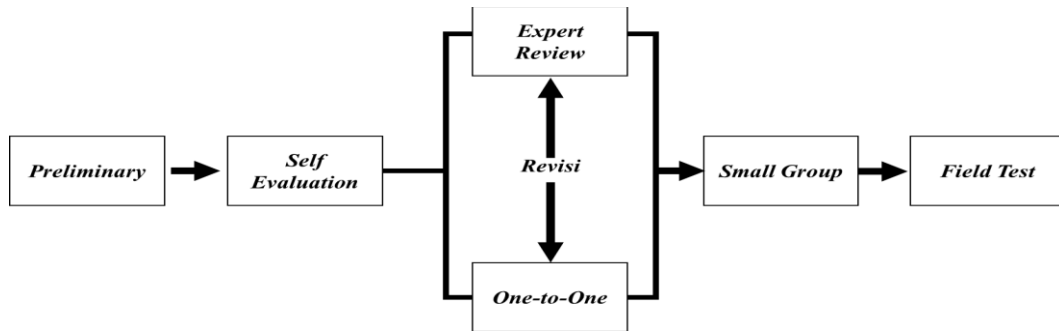 Preliminary
Self
Evaluation
Expert
Review
Revisi
One-to-One
Small Group
Field Test